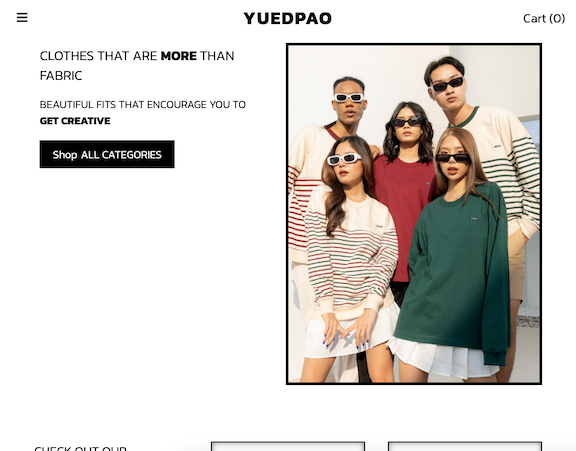 YUEDPAO
Cart (0)
CLOTHES THAT ARE MORE THAN
FABRIC
BEAUTIFUL FITS THAT ENCOURAGE YOU TO
GET CREATIVE
Shop ALL CATEGORIES
CHECK OUT OUR